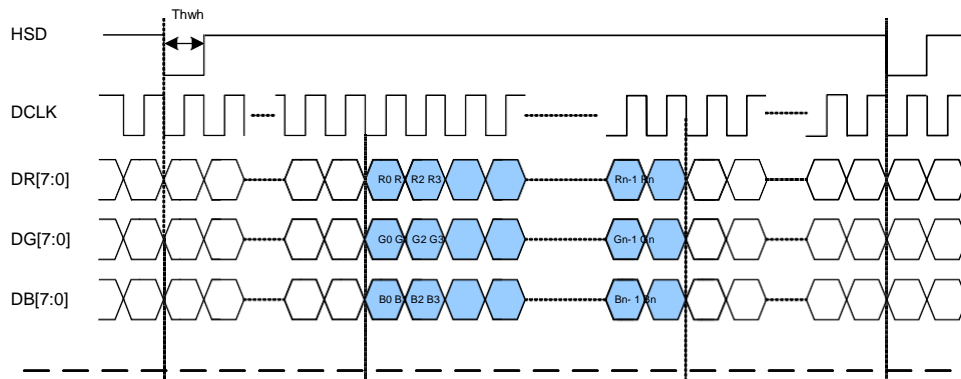 Thwh
HSD
DCLK
DR[7:0]
R0 R1 R2 R3 Rn-1 Rn
DG[7:0]
G0 G1 G2 G3 Gn-1 Gn
DB[7:0]
B0 B1 B2 B3 Bn- 1 Bn